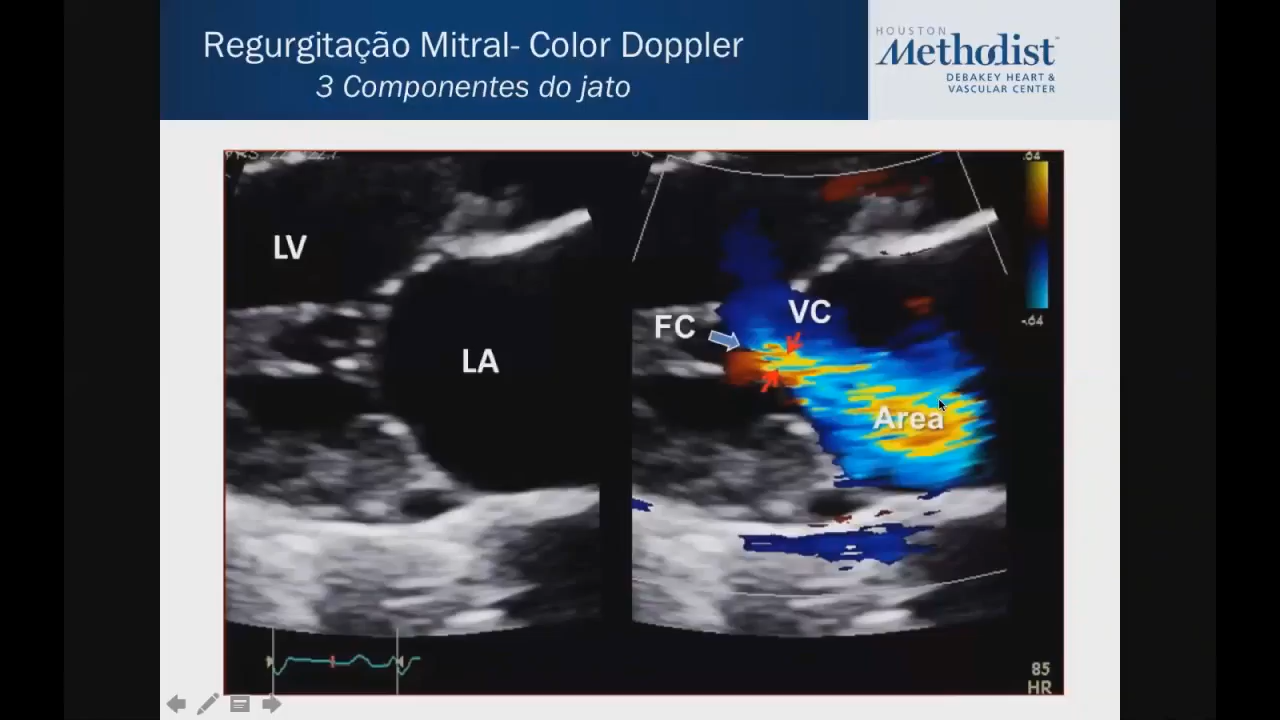 Regurgitação Mitral- Color Doppler
3 Componentes do jato
HOUSTON
Methodist
DEBAKEY HEART &
VASCULAR CENTER
LV
LA
.64
FC
VC
Area
-.64
85
HR